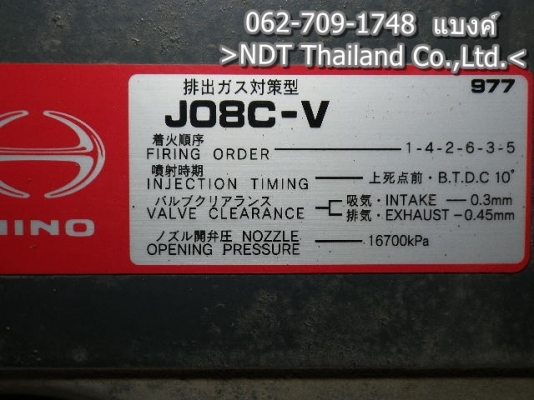 062-709-1748 แบงค์
>NDT Thailand Co.,Ltd.<
排出ガス対策型 977
J08C-V
着火順序
FIRING ORDER 1-4-2-6-3-5
噴射時期
INJECTION TIMING 上死点前・B.T.D.C 10°
バルブクリアランス 吸気・INTAKE 0.3mm
VALVE CLEARANCE 排気・EXHAUST 0.45mm
ノズル開弁圧 NOZZLE
OPENING PRESSURE 16700kPa
HINO